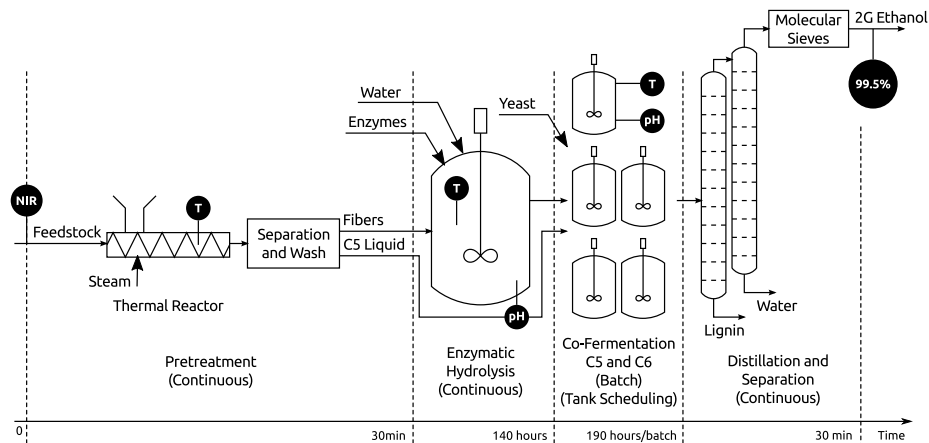 Molecular
Sieves
2G Ethanol
99.5%
T
pH
Water
Enzymes
Yeast
NIR
Feedstock
T
Steam
Thermal Reactor
Separation
and Wash
Fibers
C5 Liquid
T
pH
Water
Lignin
Pretreatment
(Continuous)
Enzymatic
Hydrolysis
(Continuous)
Co-Fermentation
C5 and C6
(Batch)
(Tank Scheduling)
Distillation and
Separation
(Continuous)
0
30min
140 hours
190 hours/batch
30 min
Time